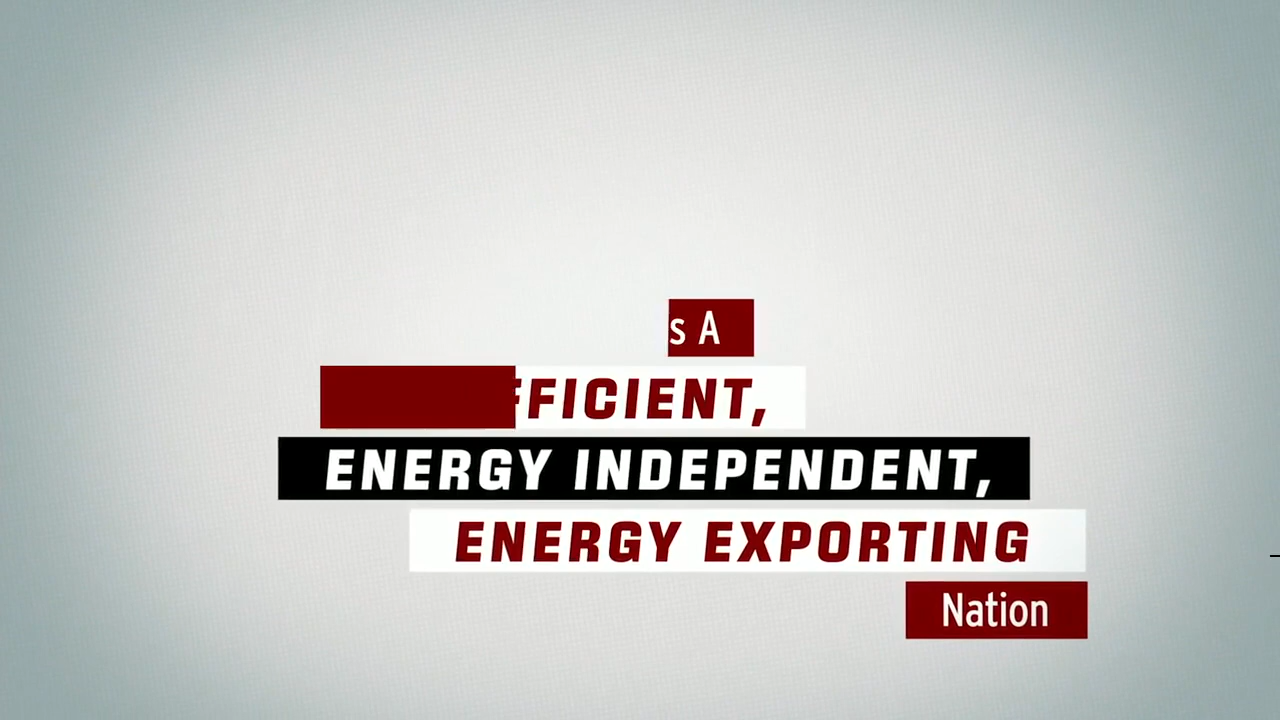 s A
FFICIENT,
ENERGY INDEPENDENT,
ENERGY EXPORTING
Nation